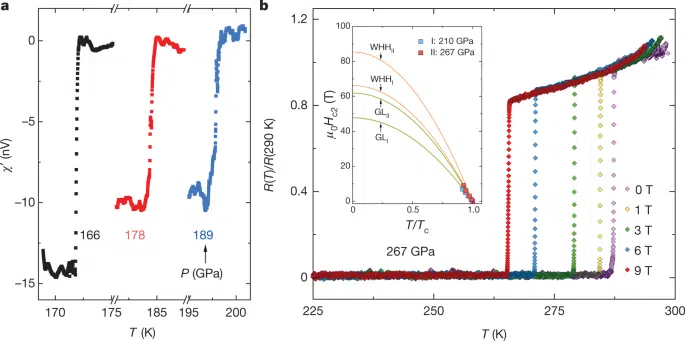 a
χ′ (nV)
0
−5
−10
−15
166
178
189
P (GPa)
170
175
185
195
200
T (K)
b
R(T)/R(290 K)
1.2
0.8
0.4
0
225
250
275
300
T (K)
267 GPa
0 T
1 T
3 T
6 T
9 T
μ0Hc2 (T)
100
80
60
40
20
0
0
0.5
1.0
T/Tc
WHHII
WHHI
GLII
GLI
I: 210 GPa
II: 267 GPa